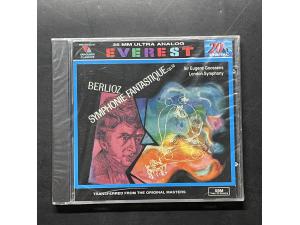 35 MM ULTRA ANALOG
EVEREST
Sir Eugene Goossens
London Symphony
BERLIOZ
SYMPHONIE FANTASTIQUE
TRANSFERRED FROM THE ORIGINAL MASTERS